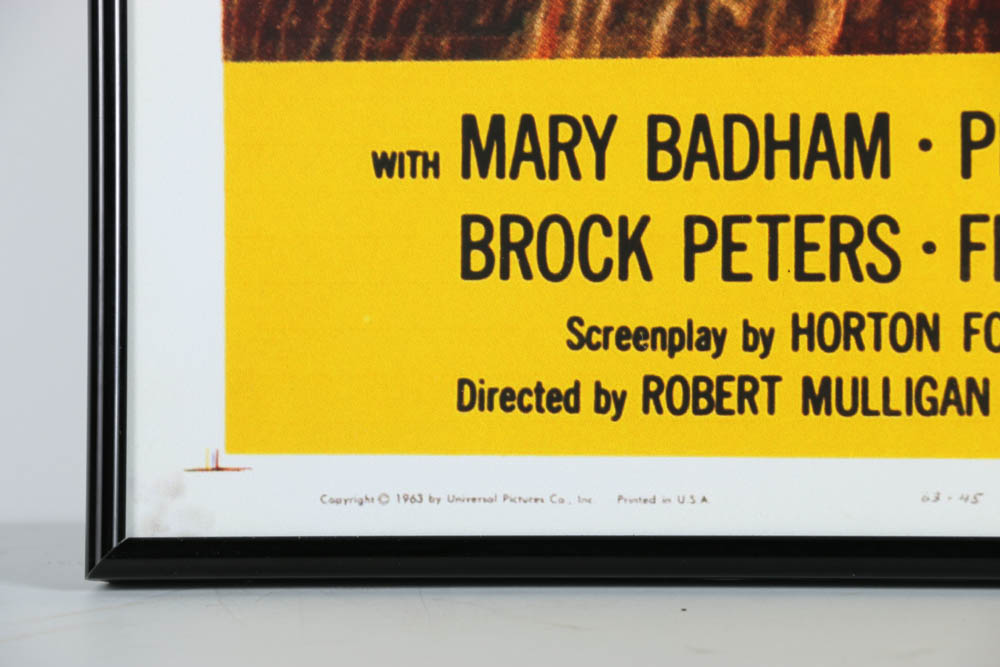 WITH MARY BADHAM · P
BROCK PETERS · F
Screenplay by HORTON FO
Directed by ROBERT MULLIGAN
Copyright © 1963 by Universal Pictures Co., Inc. Printed in U.S.A. 63-45